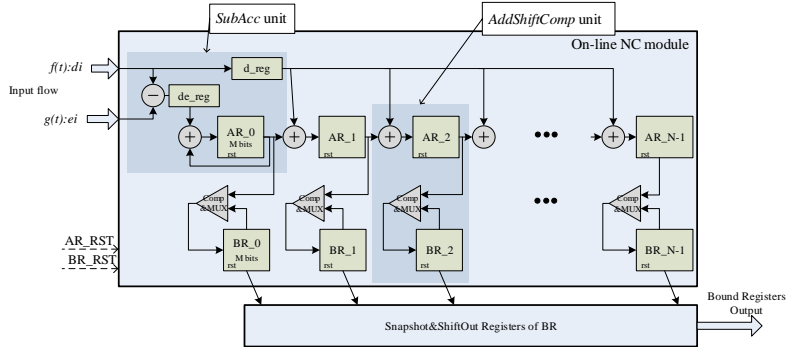 SubAcc unit
AddShiftComp unit
On-line NC module
f(t):di
d_reg
Input flow
de_reg
g(t):ei
AR_0
M bits
rst
AR_1
rst
AR_2
rst
•••
AR_N-1
rst
Comp
&MUX
Comp
&MUX
Comp
&MUX
•••
Comp
&MUX
AR_RST
BR_RST
BR_0
M bits
rst
BR_1
rst
BR_2
rst
BR_N-1
rst
Bound Registers
Output
Snapshot&ShiftOut Registers of BR